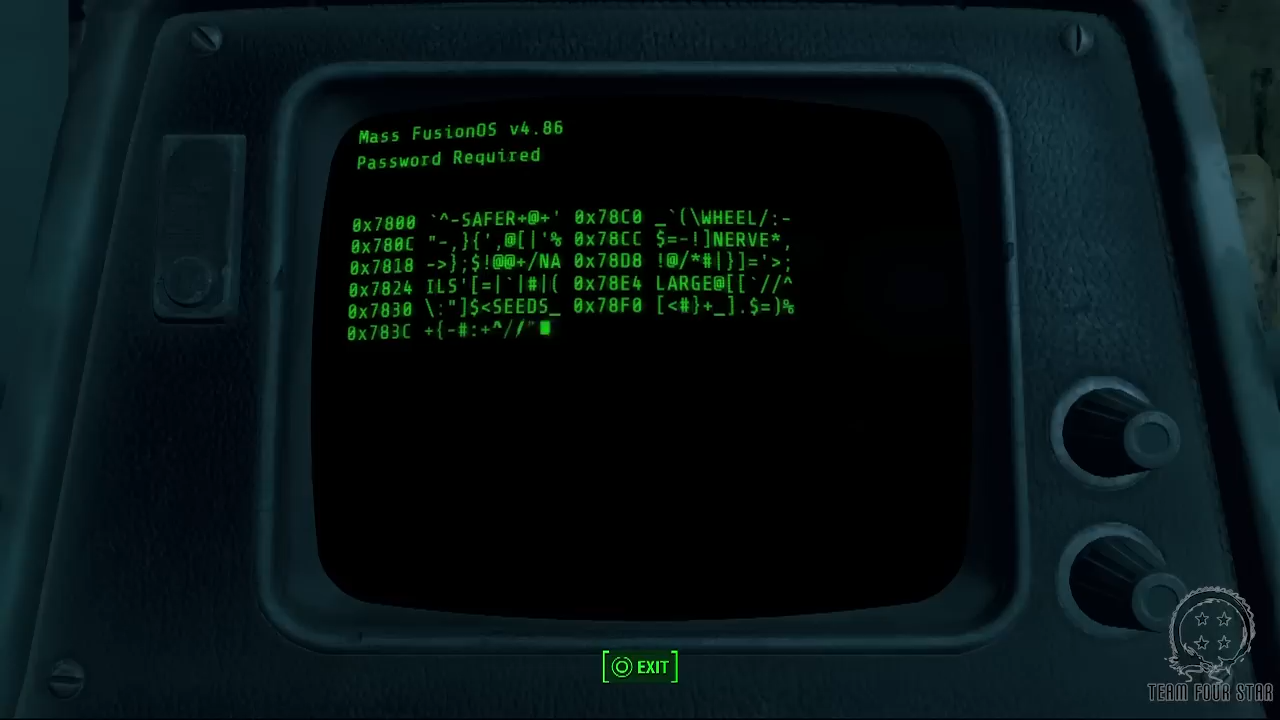 Mass FusionOS v4.86
Password Required
0x7800 `^-SAFER+@+' 0x78C0 _`(\WHEEL/:-
0x780C "-,}{',@[|'% 0x78CC $=-!]NERVE*,
0x7818 ->};$!@@+/NA 0x78D8 !@/*#|}]='>;
0x7824 ILS'[=|`|#|( 0x78E4 LARGE@[[`//^
0x7830 \:"]$<SEEDS_ 0x78F0 [<#}+_].$=)%
0x783C +{-#:+^//"
EXIT
TEAM FOUR STAR